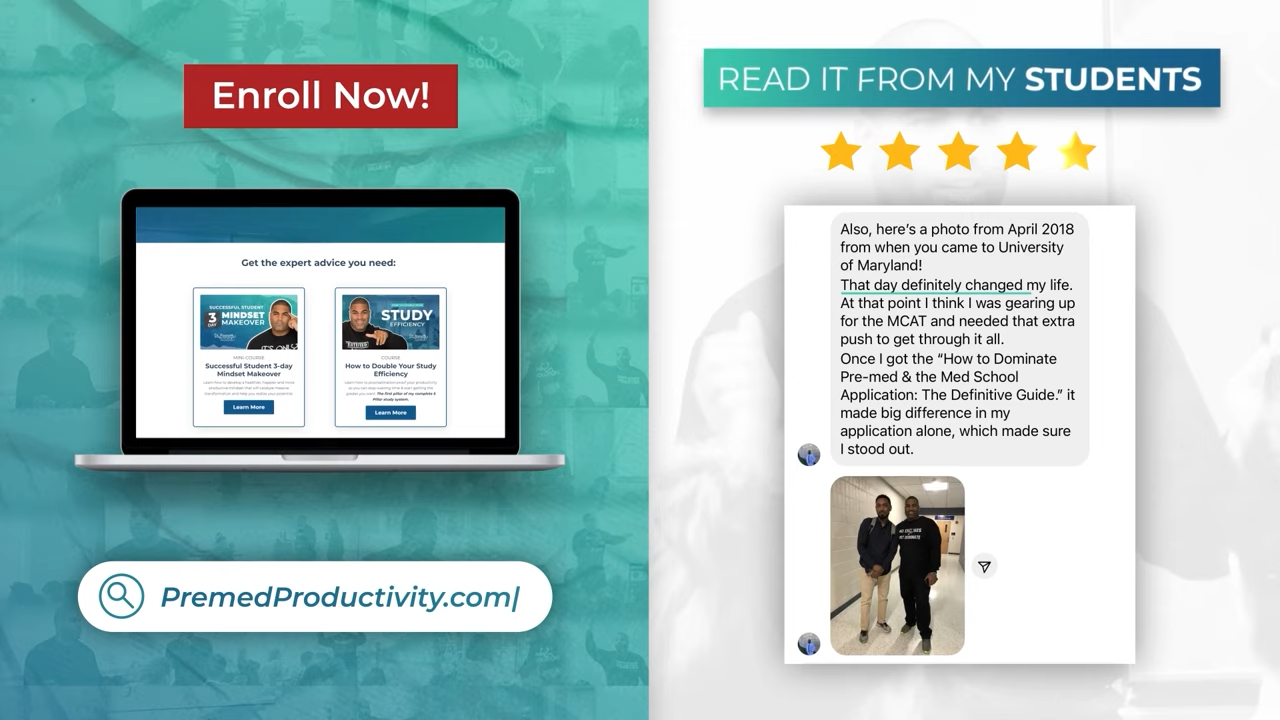 Enroll Now!
Get the expert advice you need:
SUCCESSFUL STUDENT
3 DAY MINDSET
MAKEOVER
IT'S ONLY
MINI-COURSE
Successful Student 3-day
Mindset Makeover
Learn More
STUDY
EFFICIENCY
COURSE
How to Double Your Study
Efficiency
Learn More
PremedProductivity.com|
READ IT FROM MY STUDENTS
Also, here's a photo from April 2018
from when you came to University
of Maryland!
That day definitely changed my life.
At that point I think I was gearing up
for the MCAT and needed that extra
push to get through it all.
Once I got the “How to Dominate
Pre-med & the Med School
Application: The Definitive Guide.” it
made big difference in my
application alone, which made sure
I stood out.